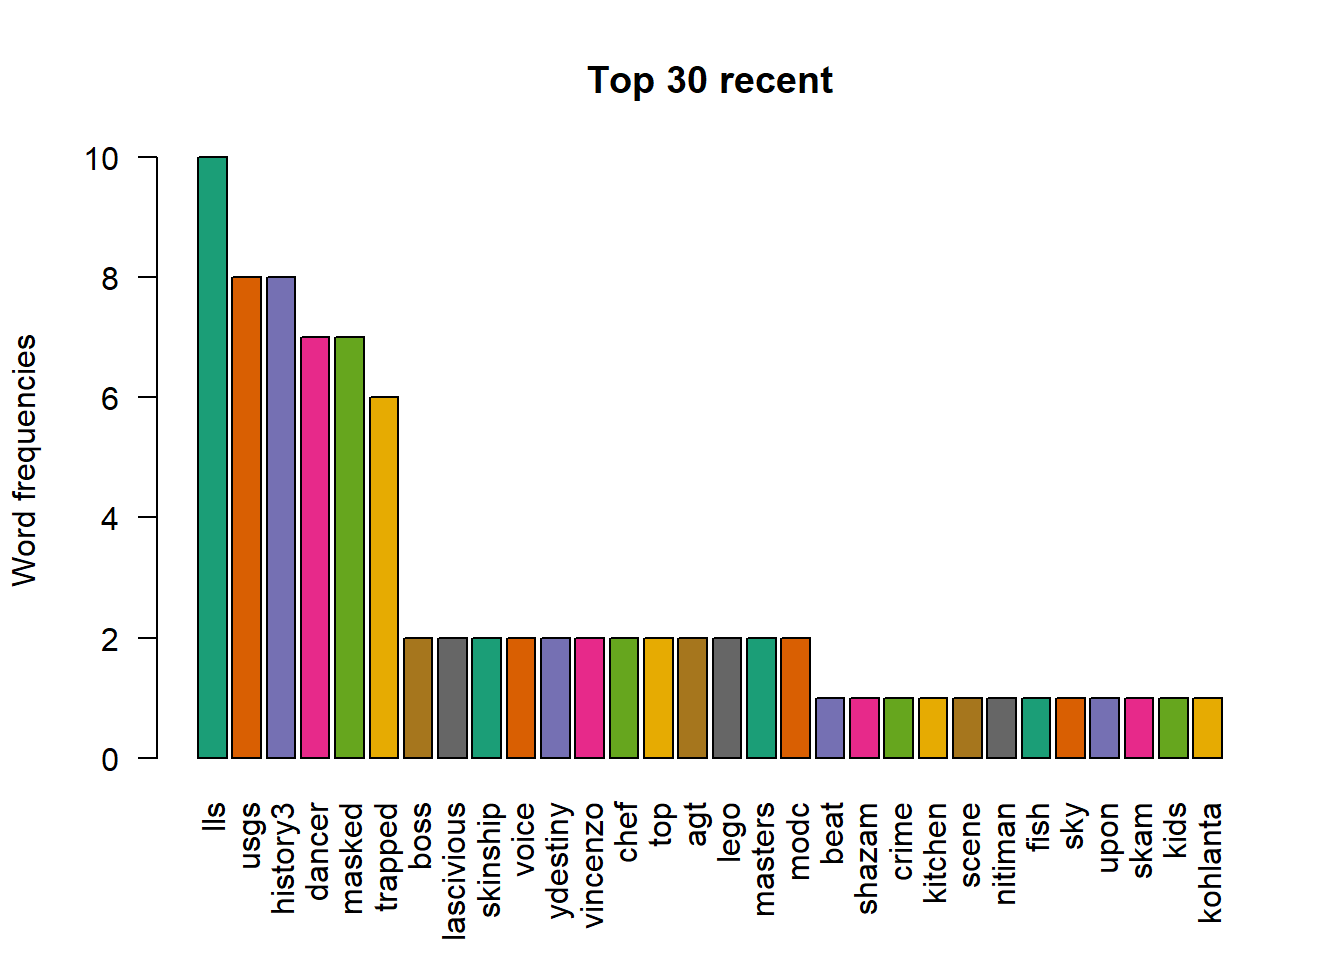 Top 30 recent
Word frequencies
10
8
6
4
2
0
lls
usgs
history3
dancer
masked
trapped
boss
lascivious
skinship
voice
ydestiny
vincenzo
chef
top
agt
lego
masters
modc
beat
shazam
crime
kitchen
scene
nitiman
fish
sky
upon
skam
kids
kohlanta